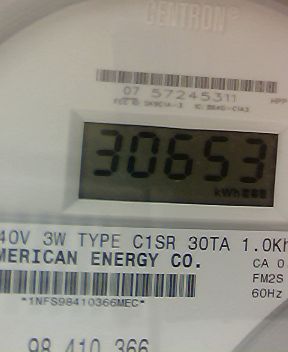 CENTRON®
07 57245311
30653
kWh
40V 3W TYPE C1SR 30TA 1.0Kh
MERICAN ENERGY CO.
CA 0.
FM2S
60Hz
*1NFS98410366MEC*
98 410 366